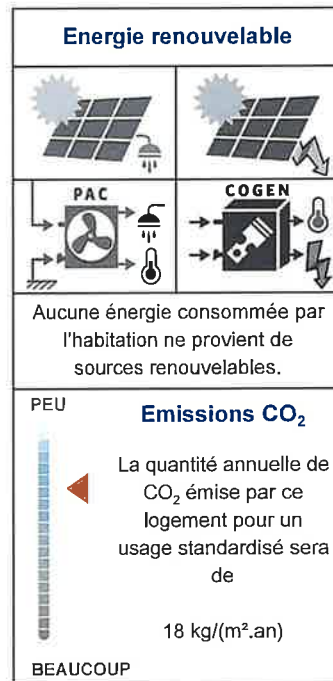 Energie renouvelable
PAC
COGEN
Aucune énergie consommée par
l'habitation ne provient de
sources renouvelables.
PEU
Emissions CO₂
La quantité annuelle de
CO₂ émise par ce
logement pour un
usage standardisé sera
de
18 kg/(m².an)
BEAUCOUP